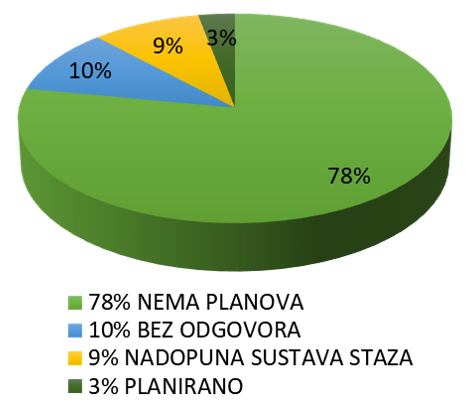 3%
9%
10%
78%
78% NEMA PLANOVA
10% BEZ ODGOVORA
9% NADOPUNA SUSTAVA STAZA
3% PLANIRANO